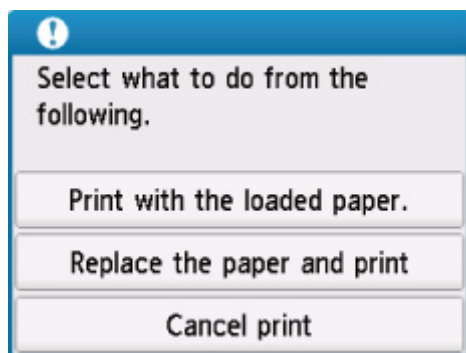 Select what to do from the
following.
Print with the loaded paper.
Replace the paper and print
Cancel print